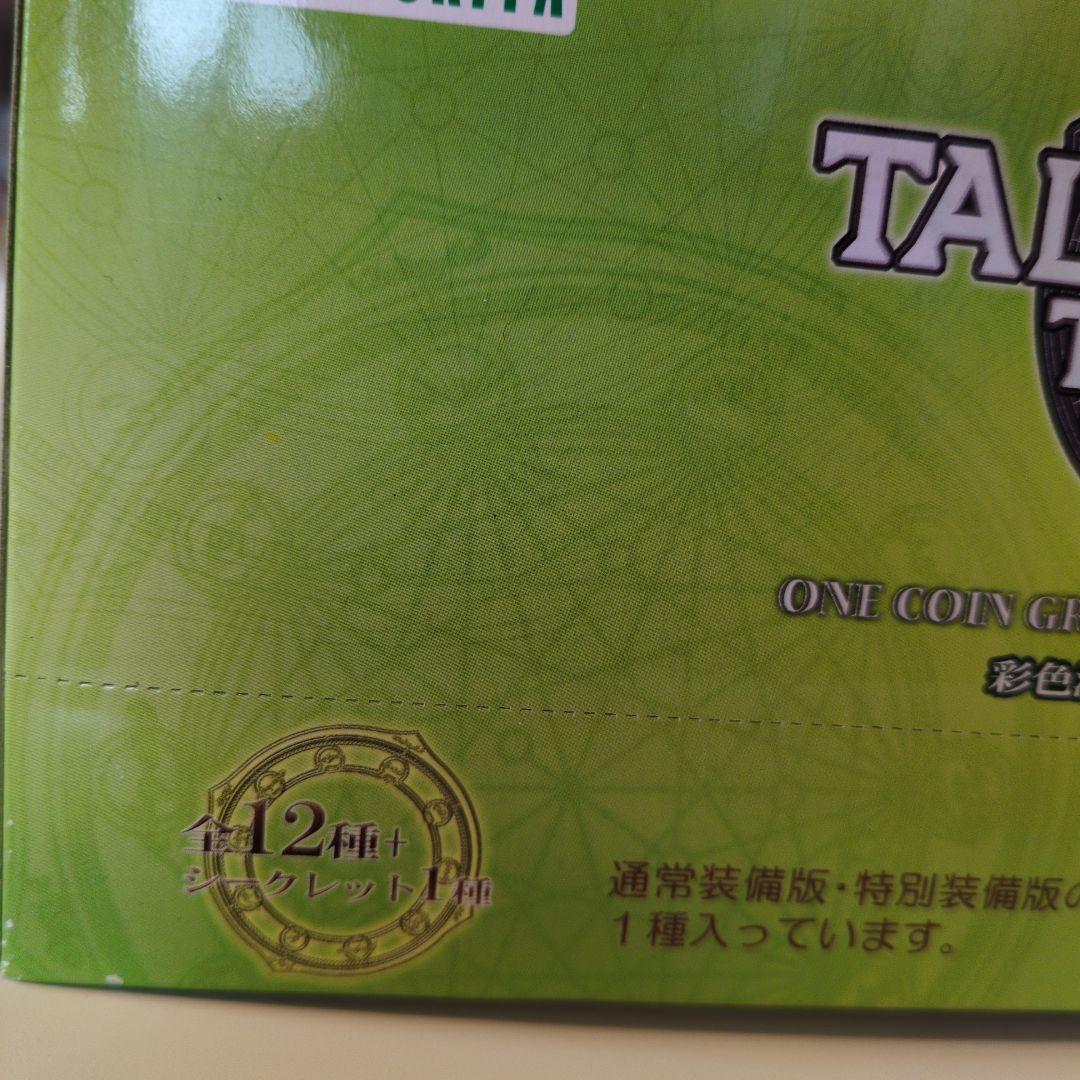 TAL
ONE COIN GR
彩色
全12種+
シークレット1種
通常装備版・特別装備版の
1種入っています。